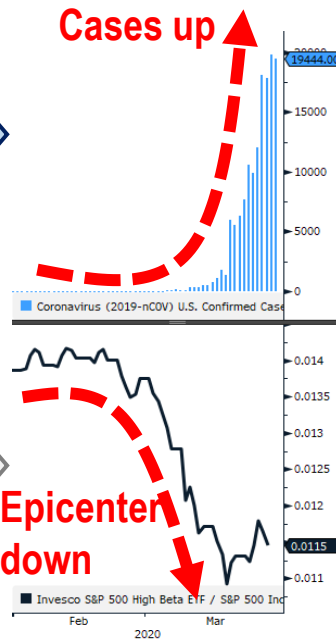 Cases up
20000
19444.00
15000
10000
5000
0
Coronavirus (2019-nCOV) U.S. Confirmed Case
0.014
0.0135
0.013
0.0125
0.012
0.0115
0.011
Epicenter
down
Invesco S&P 500 High Beta ETF / S&P 500 Ind
Feb Mar
2020